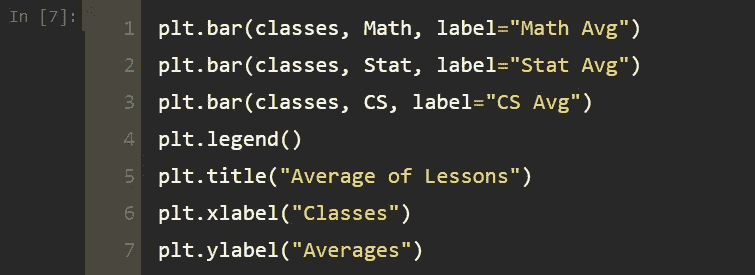 In [7]:
1 plt.bar(classes, Math, label="Math Avg")
2 plt.bar(classes, Stat, label="Stat Avg")
3 plt.bar(classes, CS, label="CS Avg")
4 plt.legend()
5 plt.title("Average of Lessons")
6 plt.xlabel("Classes")
7 plt.ylabel("Averages")